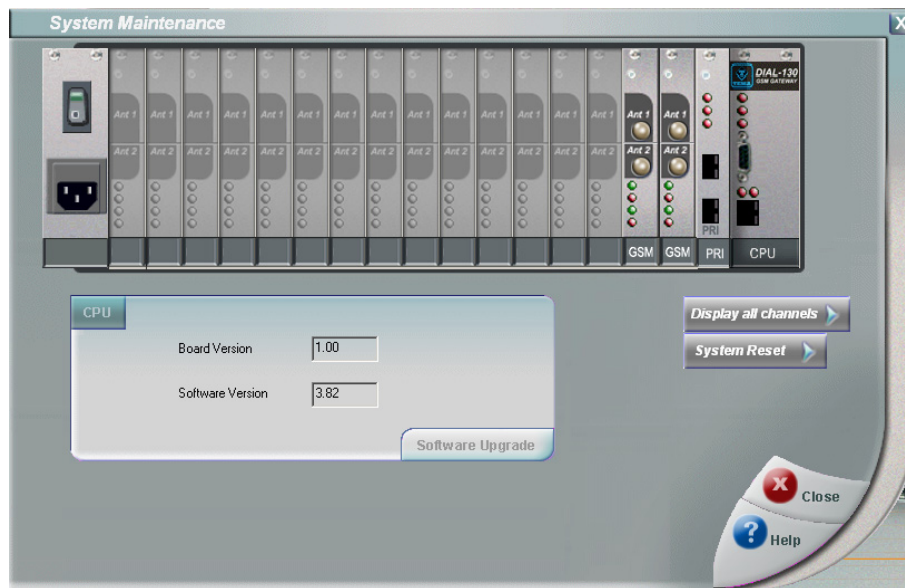 System Maintenance
X
DIAL-130
GSM GATEWAY
Ant 1 Ant 1 Ant 1 Ant 1 Ant 1 Ant 1 Ant 1 Ant 1 Ant 1 Ant 1 Ant 1 Ant 1 Ant 1 Ant 1 Ant 1 Ant 1
Ant 2 Ant 2 Ant 2 Ant 2 Ant 2 Ant 2 Ant 2 Ant 2 Ant 2 Ant 2 Ant 2 Ant 2 Ant 2 Ant 2 Ant 2 Ant 2
PRI
GSM GSM PRI CPU
CPU
Board Version 1.00
Software Version 3.82
Software Upgrade
Display all channels
System Reset
X Close
? Help